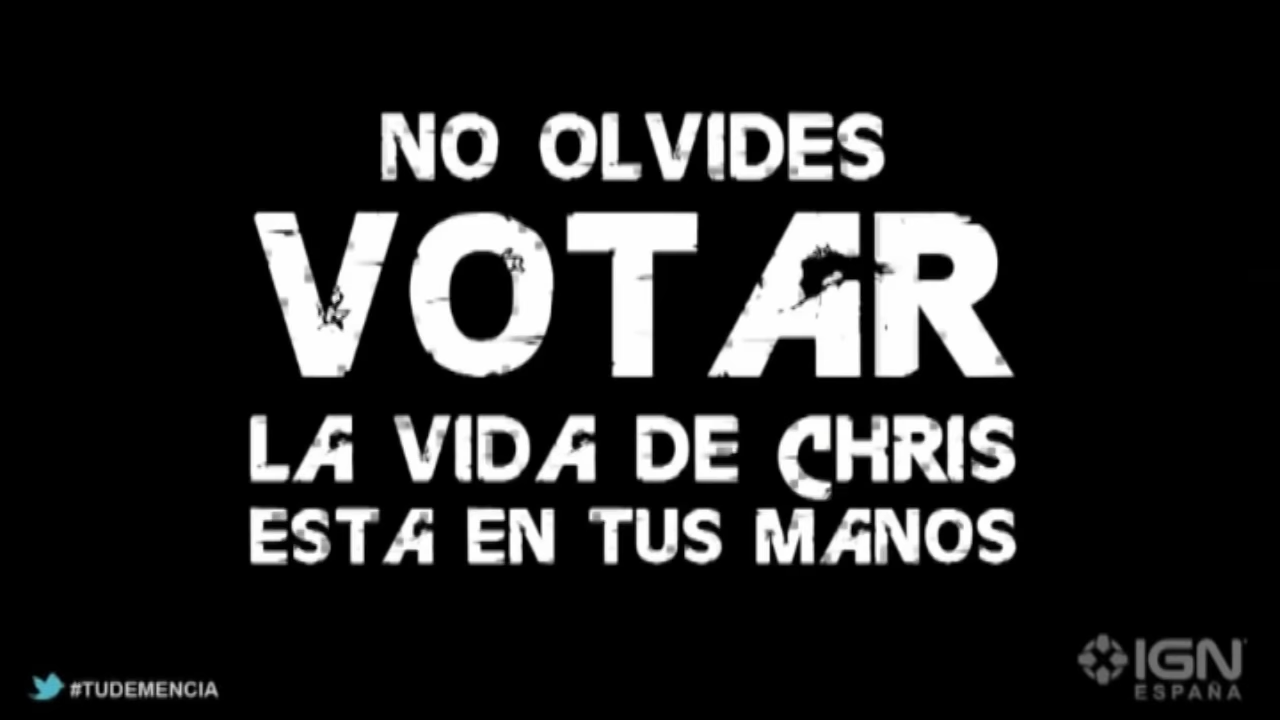 NO OLVIDES
VOTAR
LA VIDA DE CHRIS
ESTA EN TUS MANOS
#TUDEMENCIA
IGN
ESPAÑA